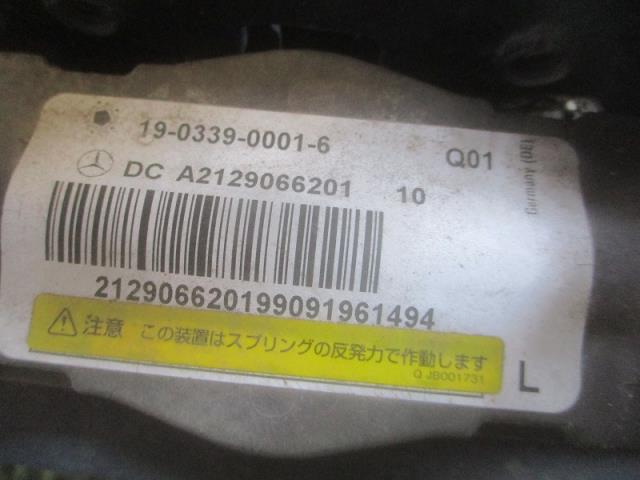 19-0339-0001-6
Q01
Germany (DE)
DC A2129066201 10
212906620199091961494
注意 この装置はスプリングの反発力で作動します
Q JB001731
L